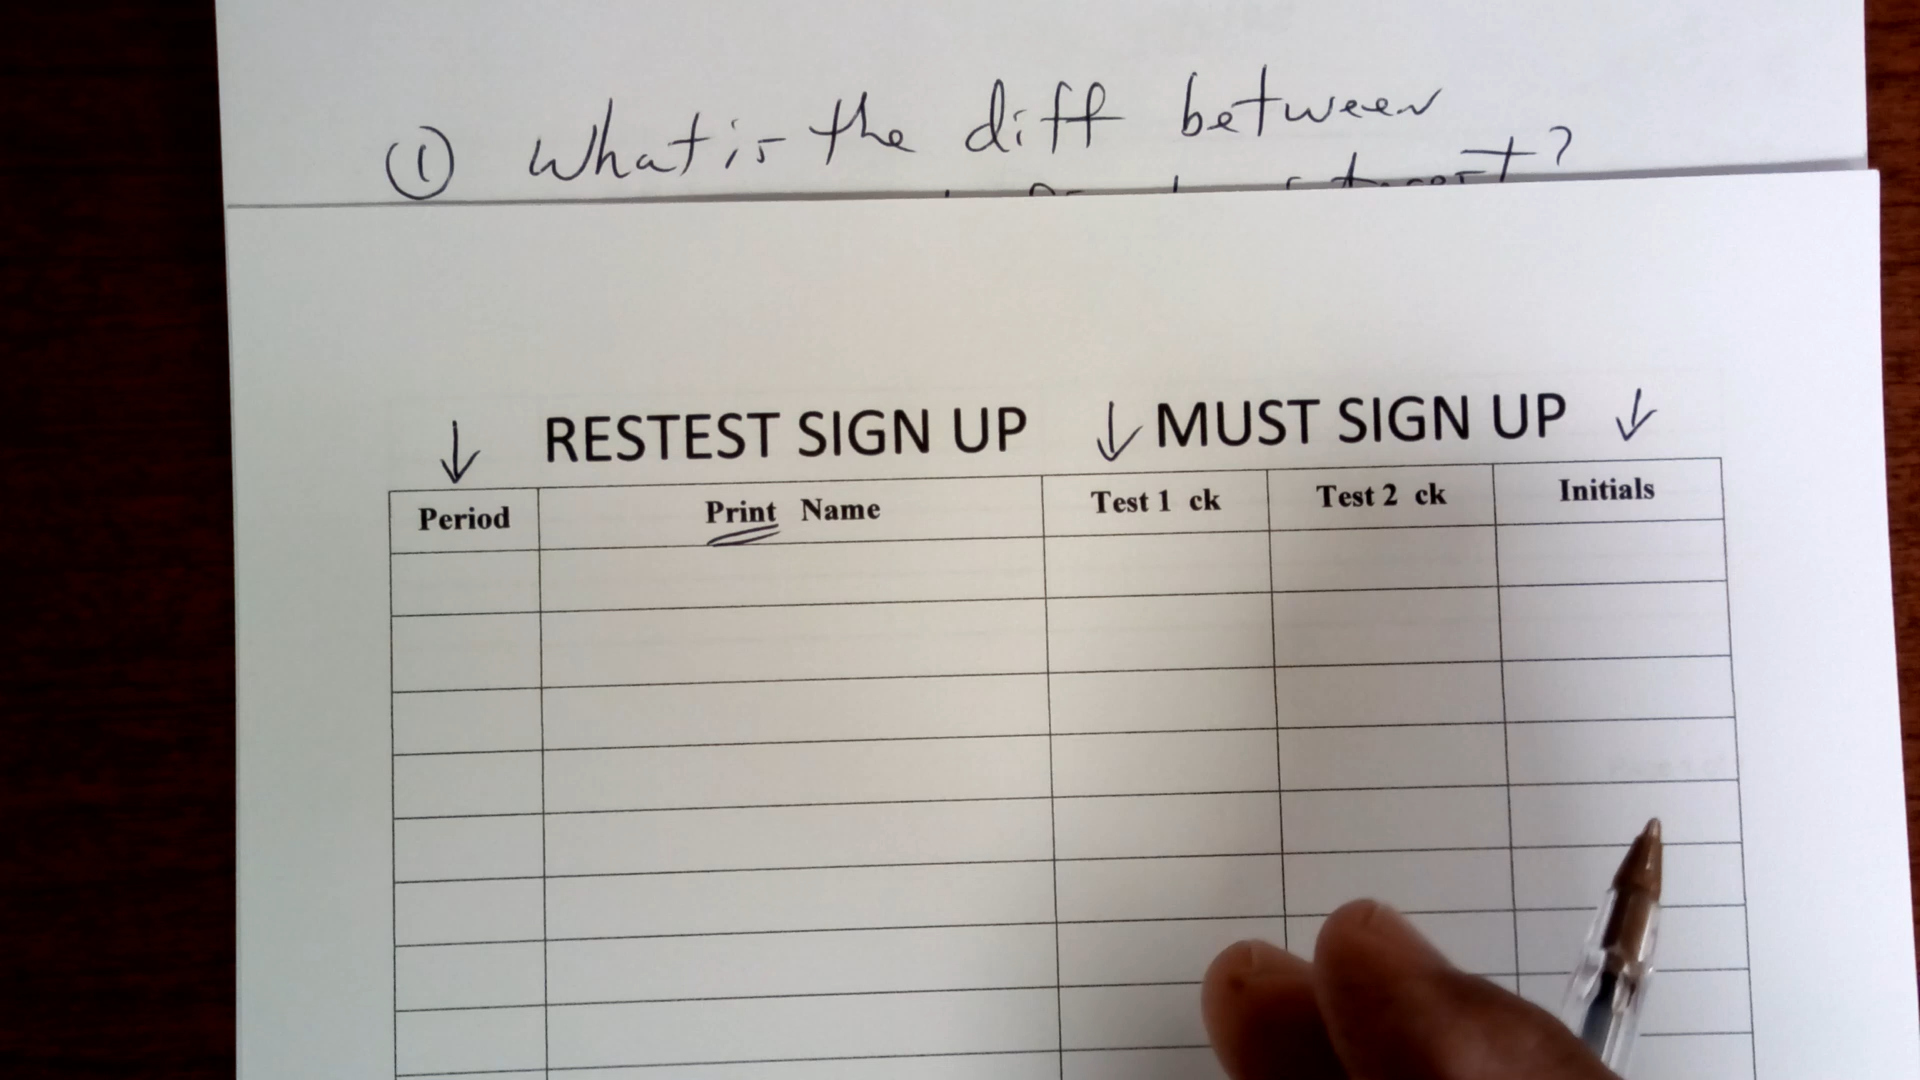 ① What is the diff between
?
↓ RESTEST SIGN UP ↓ MUST SIGN UP ↓
Period Print Name Test 1 ck Test 2 ck Initials